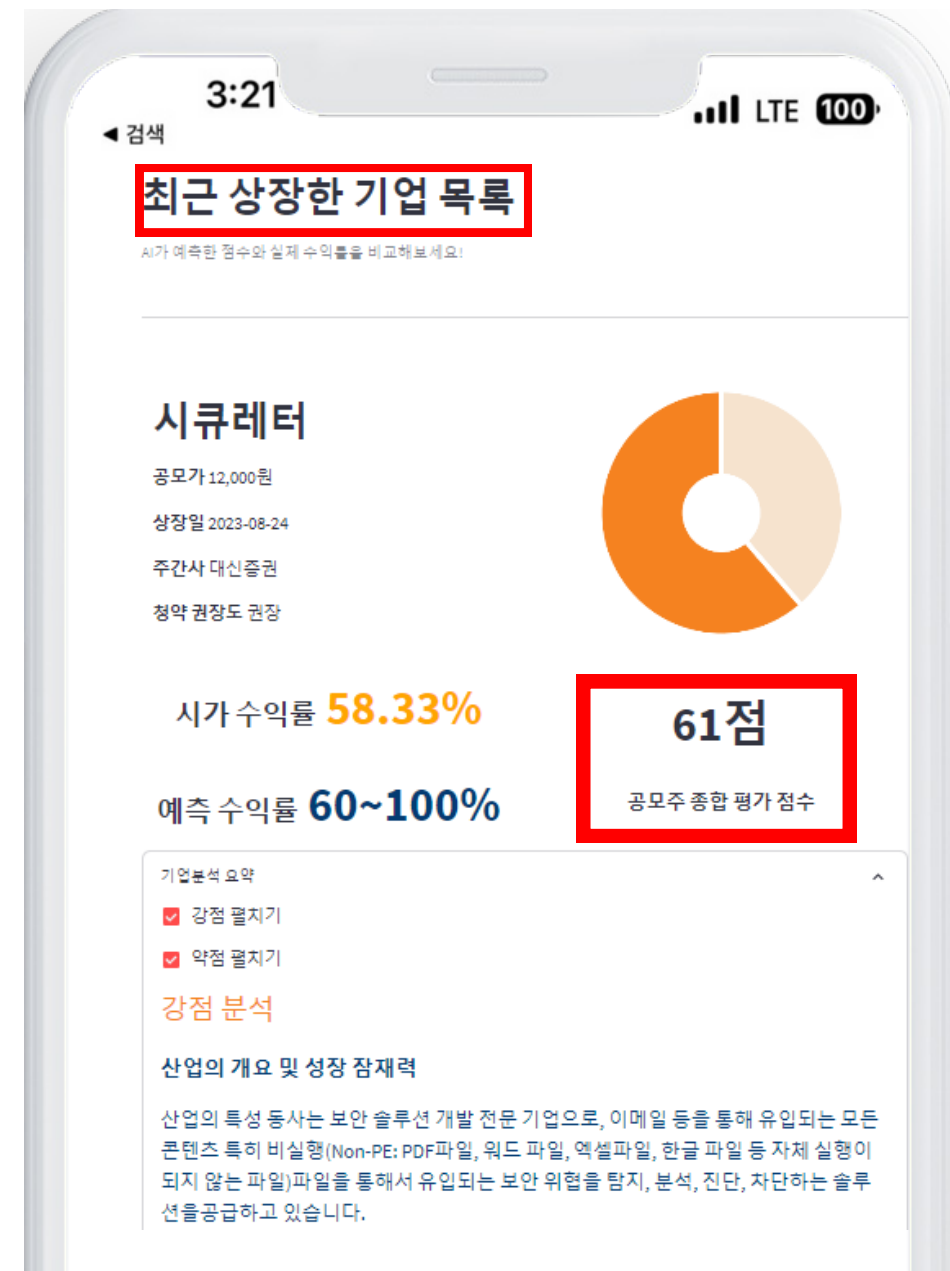 3:21
LTE 100
◀ 검색
최근 상장한 기업 목록
AI가 예측한 점수와 실제 수익률을 비교해보세요!
시큐레터
공모가 12,000원
상장일 2023-08-24
주간사 대신증권
청약 권장도 권장
시가 수익률 58.33%
예측 수익률 60~100%
61점
공모주 종합 평가 점수
기업분석 요약
강점 펼치기
약점 펼치기
강점 분석
산업의 개요 및 성장 잠재력
산업의 특성 동사는 보안 솔루션 개발 전문 기업으로, 이메일 등을 통해 유입되는 모든
콘텐츠 특히 비실행(Non-PE: PDF파일, 워드 파일, 엑셀파일, 한글 파일 등 자체 실행이
되지 않는 파일)파일을 통해서 유입되는 보안 위협을 탐지, 분석, 진단, 차단하는 솔루
션을공급하고 있습니다.